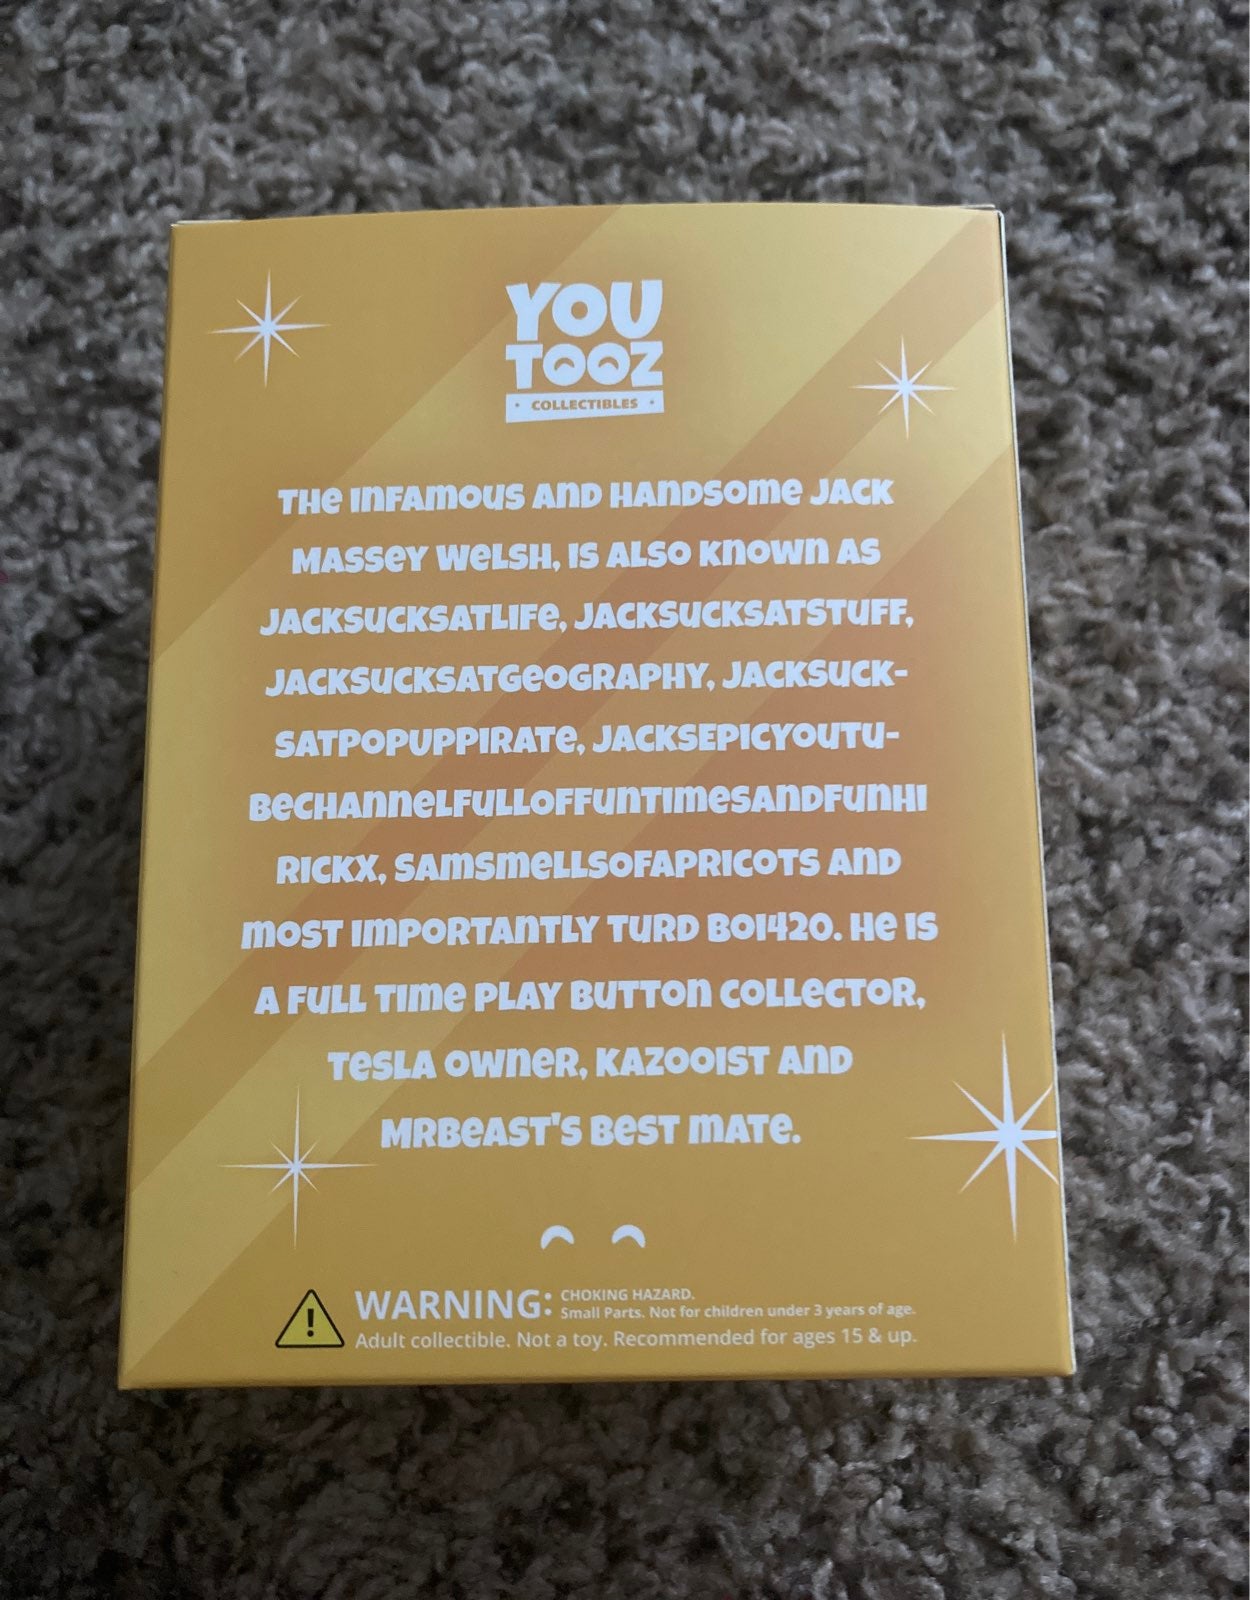 YOU
TOOZ
• COLLECTIBLES •
THE INFAMOUS AND HANDSOME JACK
MASSEY WELSH, IS ALSO KNOWN AS
JACKSUCKSATLIFE, JACKSUCKSATSTUFF,
JACKSUCKSATGEOGRAPHY, JACKSUCK-
SATPOPUPPIRATE, JACKSEPICYOUTU-
BECHANNELFULLOFFUNTIMESANDFUNHI
RICKX, SAMSMELLSOFAPRICOTS AND
MOST IMPORTANTLY TURD BOI420. HE IS
A FULL TIME PLAY BUTTON COLLECTOR,
TESLA OWNER, KAZOOIST AND
MRBEAST'S BEST MATE.
WARNING: CHOKING HAZARD.
Small Parts. Not for children under 3 years of age.
Adult collectible. Not a toy. Recommended for ages 15 & up.